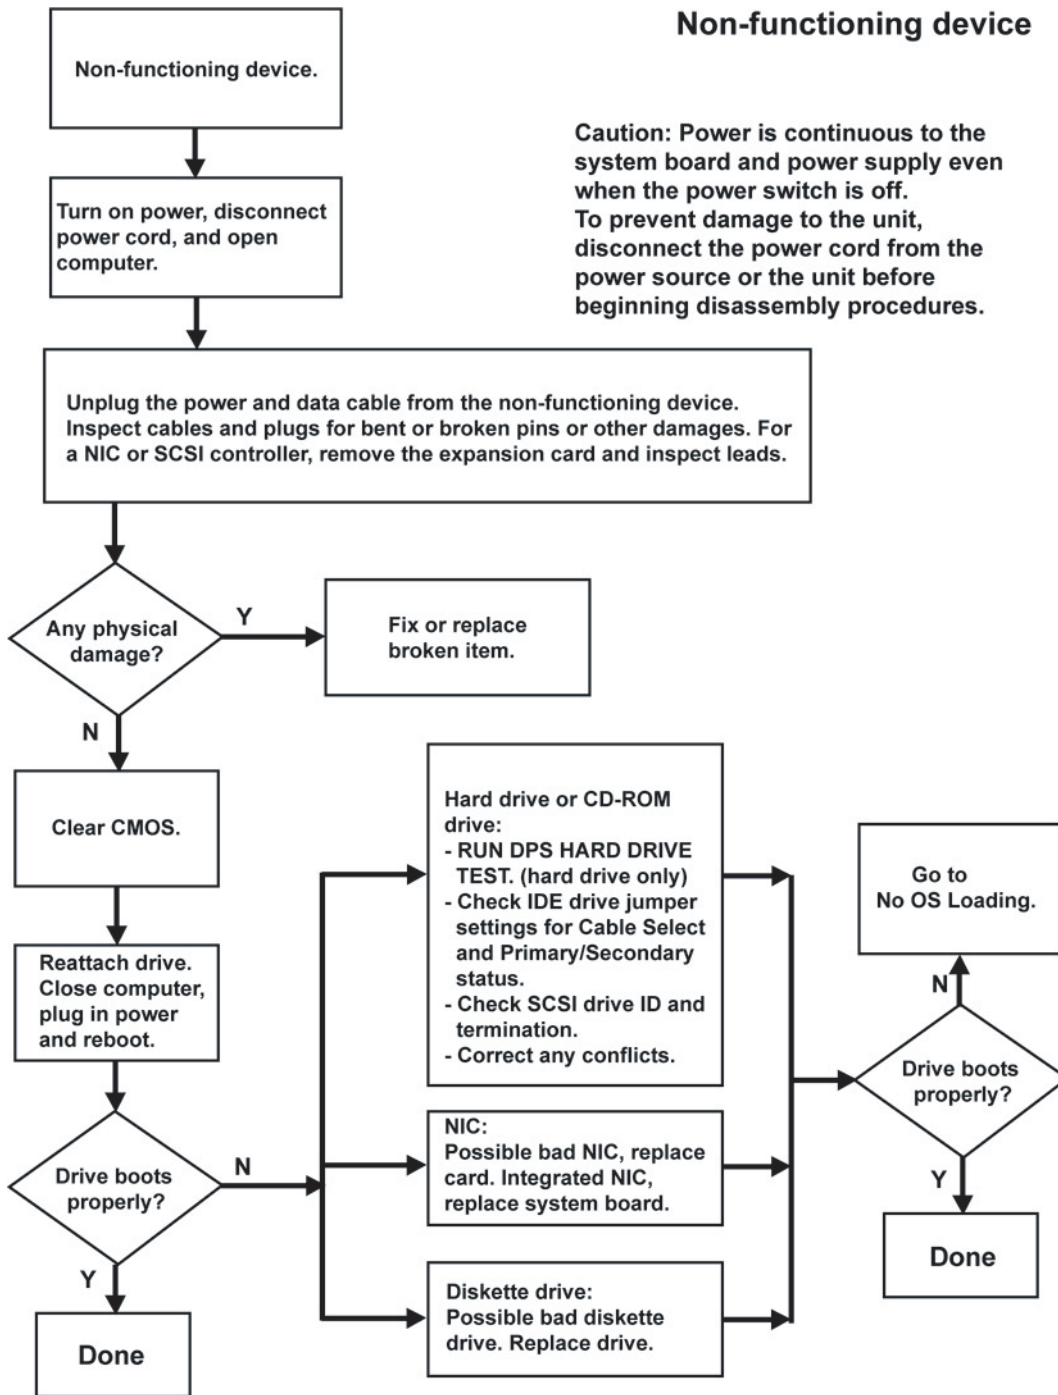 Non-functioning device
Non-functioning device.
Caution: Power is continuous to the
system board and power supply even
when the power switch is off.
To prevent damage to the unit,
disconnect the power cord from the
power source or the unit before
beginning disassembly procedures.
Turn on power, disconnect
power cord, and open
computer.
Unplug the power and data cable from the non-functioning device.
Inspect cables and plugs for bent or broken pins or other damages. For
a NIC or SCSI controller, remove the expansion card and inspect leads.
Any physical
damage?
Y
Fix or replace
broken item.
N
Clear CMOS.
Reattach drive.
Close computer,
plug in power
and reboot.
Drive boots
properly?
N
Y
Done
Hard drive or CD-ROM
drive:
- RUN DPS HARD DRIVE
TEST. (hard drive only)
- Check IDE drive jumper
settings for Cable Select
and Primary/Secondary
status.
- Check SCSI drive ID and
termination.
- Correct any conflicts.
NIC:
Possible bad NIC, replace
card. Integrated NIC,
replace system board.
Diskette drive:
Possible bad diskette
drive. Replace drive.
Go to
No OS Loading.
N
Drive boots
properly?
Y
Done